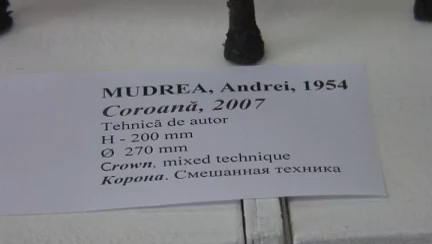 MUDREA, Andrei, 1954
Coroană, 2007
Tehnică de autor
H - 200 mm
Ø 270 mm
Crown. mixed technique
Корона. Смешанная техника